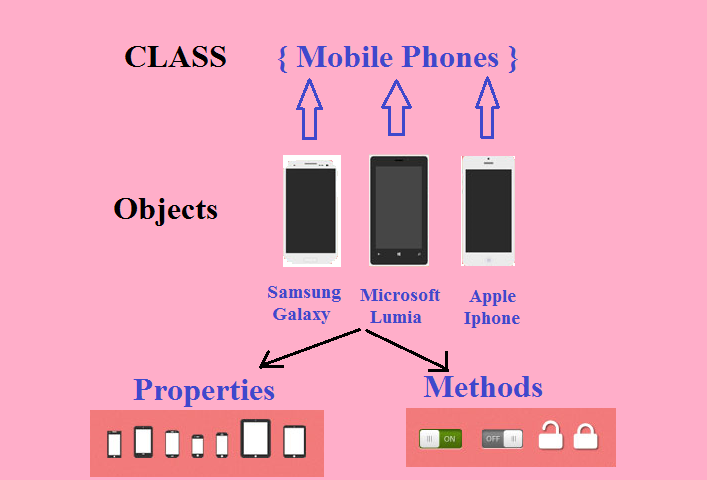 CLASS { Mobile Phones }
Objects
Samsung Galaxy
Microsoft Lumia
Apple Iphone
Properties
Methods
ON
OFF